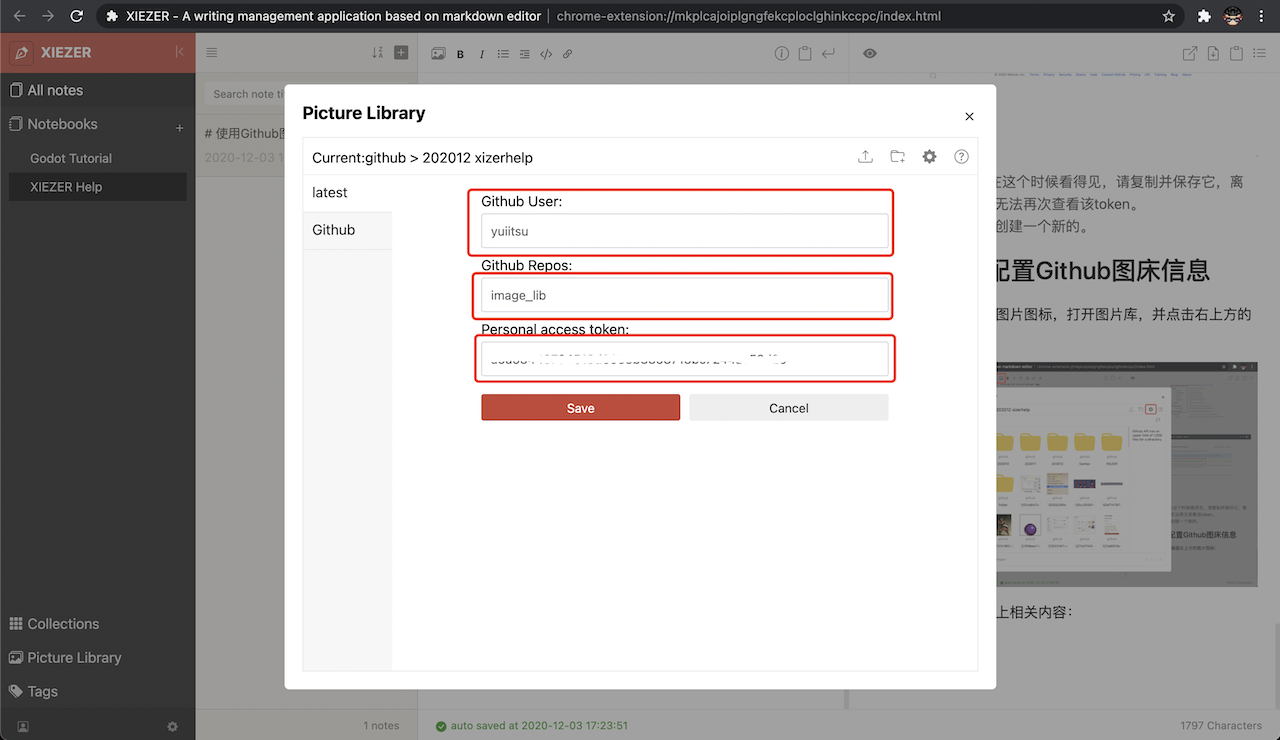 XIEZER - A writing management application based on markdown editor | chrome-extension://mkplcajoiplgngfekcploclghinkccpc/index.html
XIEZER
All notes
Notebooks
Godot Tutorial
XIEZER Help
Collections
Picture Library
Tags
Search note ti
# 使用Github
2020-12-03 1
1 notes
B I
Picture Library
Current:github > 202012 xizerhelp
latest
Github
Github User:
yuiitsu
Github Repos:
image_lib
Personal access token:
Save
Cancel
在这个时候看得见，请复制并保存它，离
无法再次查看该token。
创建一个新的。
配置Github图床信息
图片图标，打开图片库，并点击右上方的
上相关内容：
auto saved at 2020-12-03 17:23:51
1797 Characters